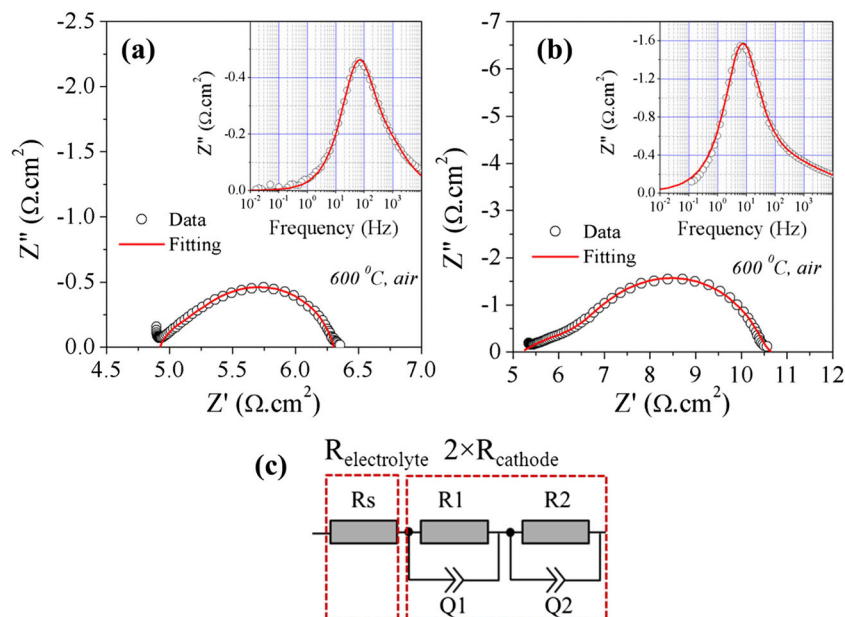 (a)
-2.5
-2.0
-1.5
-1.0
-0.5
0.0
Z'' (Ω.cm²)
4.5 5.0 5.5 6.0 6.5 7.0
Z' (Ω.cm²)
Data
Fitting
600 ⁰C, air
Z'' (Ω.cm²)
-0.4
-0.2
0.0
10⁻² 10⁻¹ 10⁰ 10¹ 10² 10³
Frequency (Hz)
(b)
-7
-6
-5
-4
-3
-2
-1
0
Z'' (Ω.cm²)
5 6 7 8 9 10 11 12
Z' (Ω.cm²)
Data
Fitting
600 ⁰C, air
Z'' (Ω.cm²)
-1.6
-1.2
-0.8
-0.4
0.0
10⁻² 10⁻¹ 10⁰ 10¹ 10² 10³
Frequency (Hz)
(c)
R electrolyte 2×R cathode
Rs R1 R2
Q1 Q2